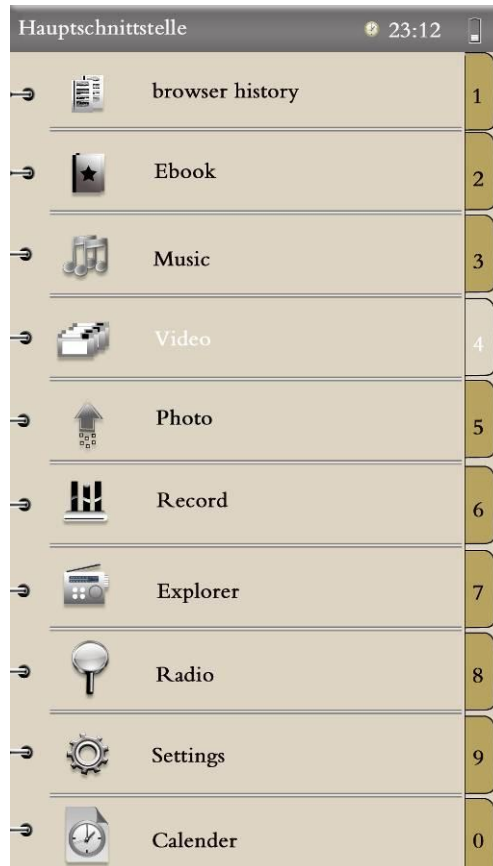 Hauptschnittstelle 23:12
browser history 1
Ebook 2
Music 3
Video 4
Photo 5
Record 6
Explorer 7
Radio 8
Settings 9
Calender 0